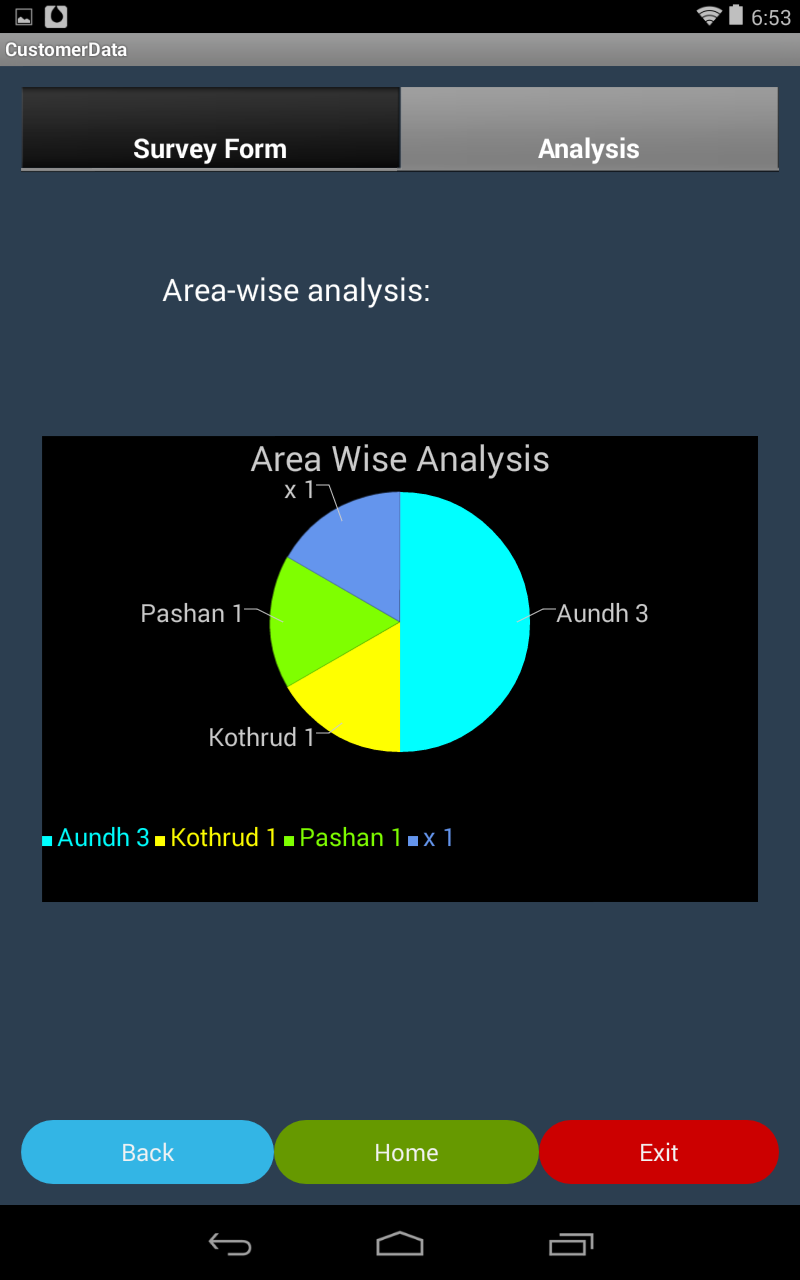 6:53
CustomerData
Survey Form
Analysis
Area-wise analysis:
Area Wise Analysis
x 1
Pashan 1
Aundh 3
Kothrud 1
Aundh 3 Kothrud 1 Pashan 1 x 1
Back
Home
Exit